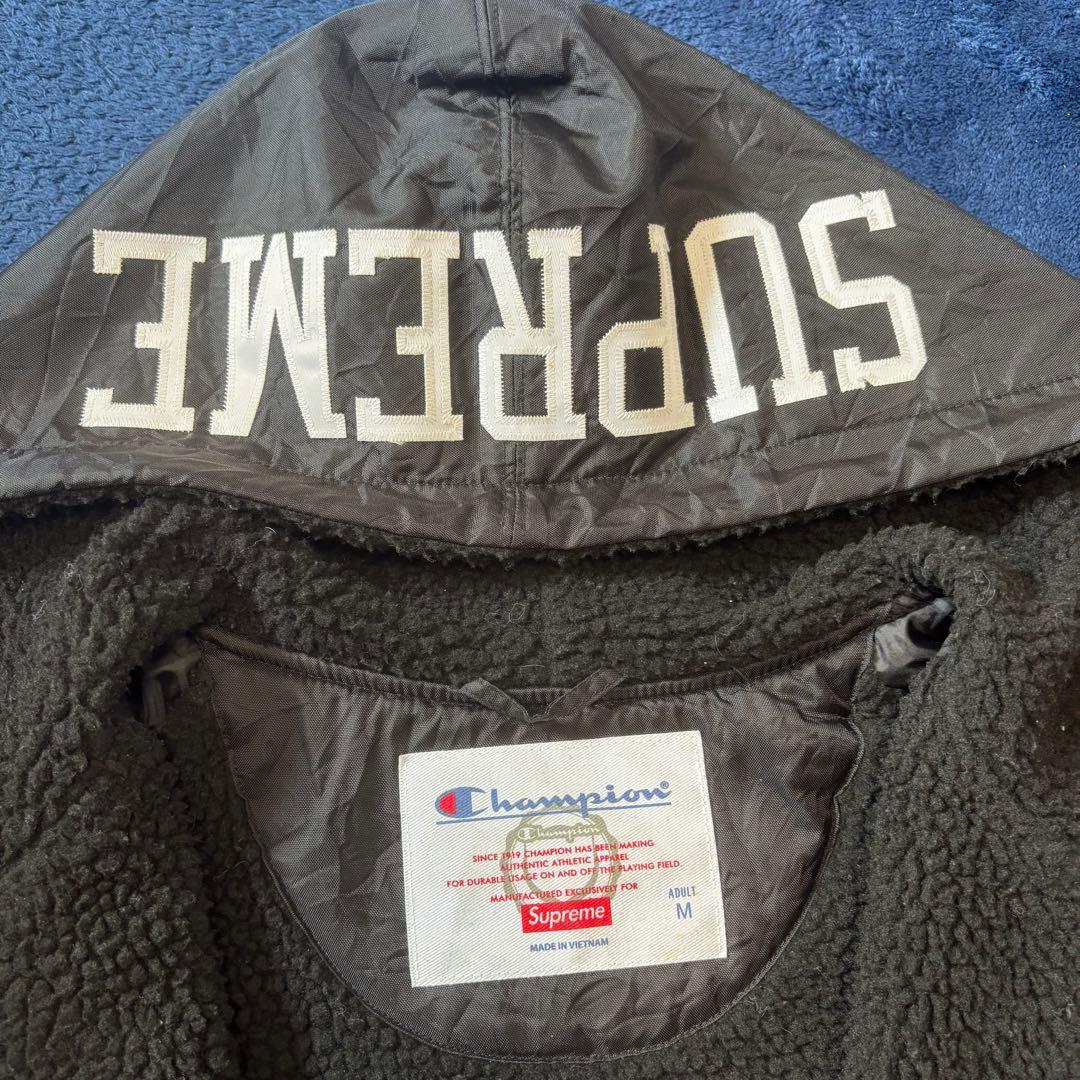 SUPREME
Champion®
Champion
SINCE 1919 CHAMPION HAS BEEN MAKING
AUTHENTIC ATHLETIC APPAREL
FOR DURABLE USAGE ON AND OFF THE PLAYING FIELD.
MANUFACTURED EXCLUSIVELY FOR
Supreme
ADULT
M
MADE IN VIETNAM